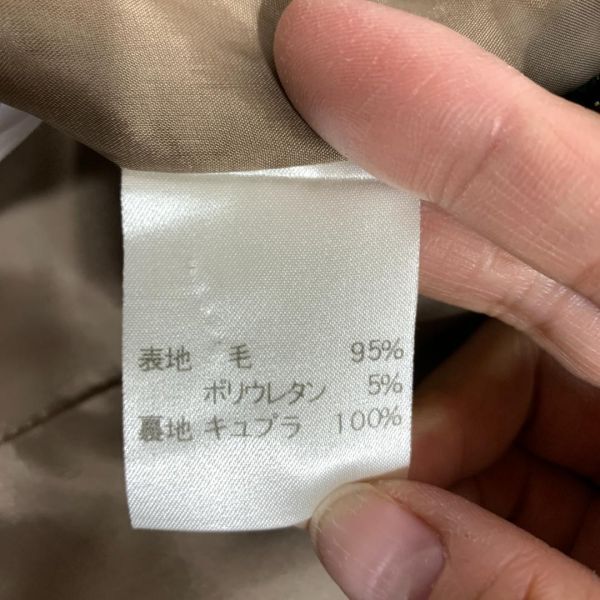 表地 毛 95%
ポリウレタン 5%
裏地 キュプラ 100%